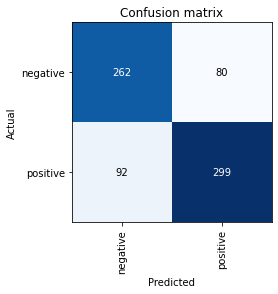 Confusion matrix
Actual
negative
262
80
positive
92
299
negative
positive
Predicted